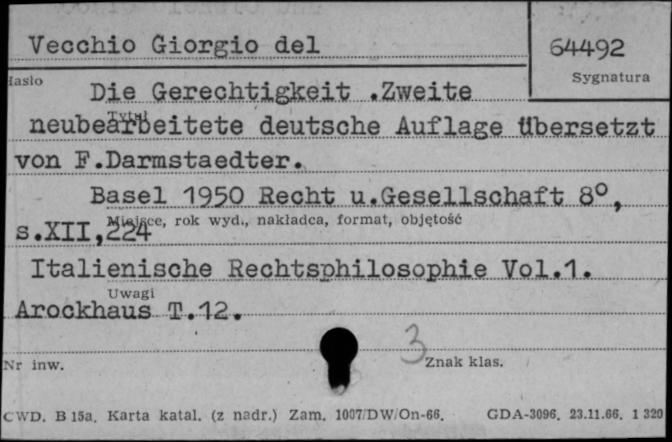 Vecchio Giorgio del
64492
Hasło
Sygnatura
Die Gerechtigkeit .Zweite
Tytuł
neubearbeitete deutsche Auflage übersetzt
von F.Darmstaedter.
Basel 1950 Recht u.Gesellschaft 8°,
Miejsce, rok wyd., nakładca, format, objętość
s.XII,224
Italienische Rechtsphilosophie Vol.1.
Uwagi
Arockhaus T.12.
3
Nr inw.
Znak klas.
CWD. B 15a. Karta katal. (z nadr.) Zam. 1007/DW/On-66. GDA-3096. 23.11.66. 1 320